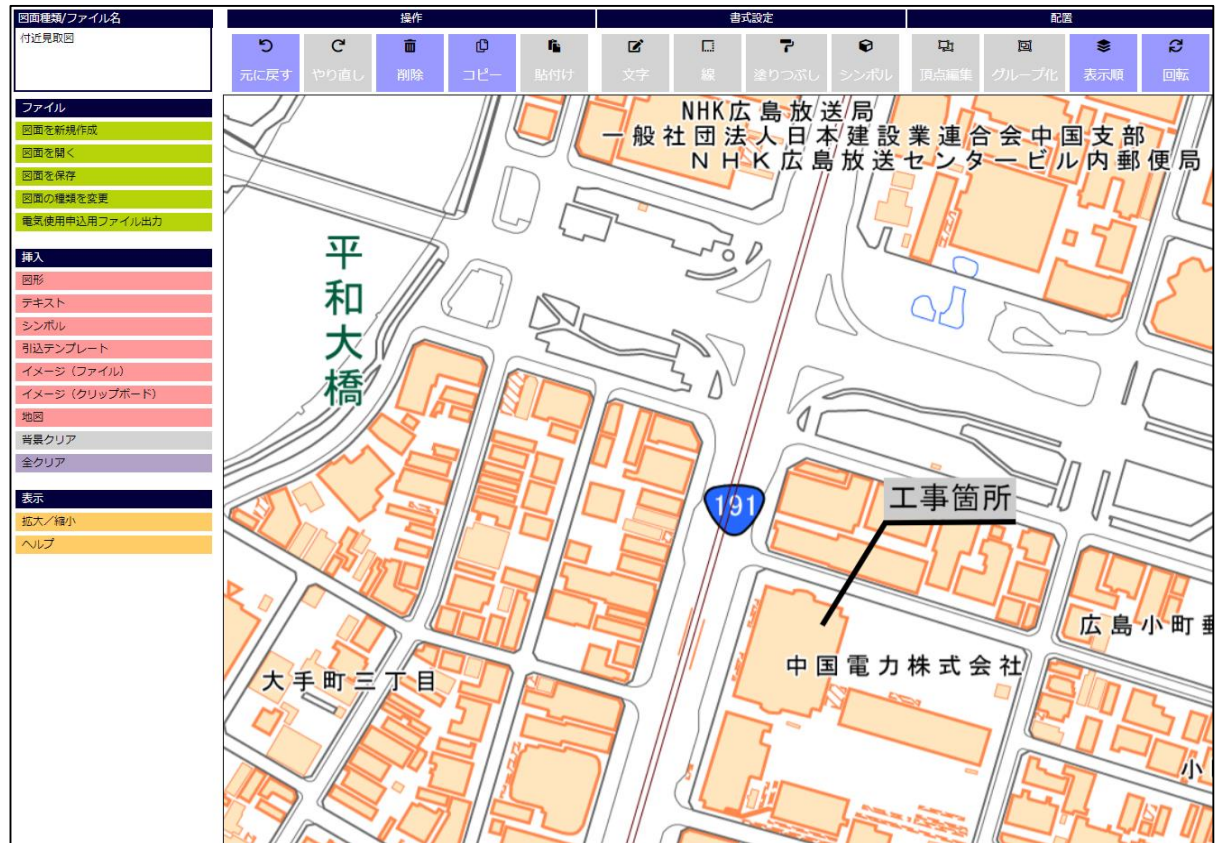 図面種類/ファイル名
付近見取図
操作
書式設定
配置
元に戻す
やり直し
削除
コピー
貼付け
文字
線
塗りつぶし
シンボル
頂点編集
グループ化
表示順
回転
ファイル
図面を新規作成
図面を開く
図面を保存
図面の種類を変更
電気使用申込用ファイル出力
挿入
図形
テキスト
シンボル
引込テンプレート
イメージ（ファイル）
イメージ（クリップボード）
地図
背景クリア
全クリア
表示
拡大／縮小
ヘルプ
NHK広島放送局
一般社団法人日本建設業連合会中国支部
ＮＨＫ広島放送センタービル内郵便局
平和大橋
191
工事箇所
広島小町郵
中国電力株式会社
大手町三丁目
小